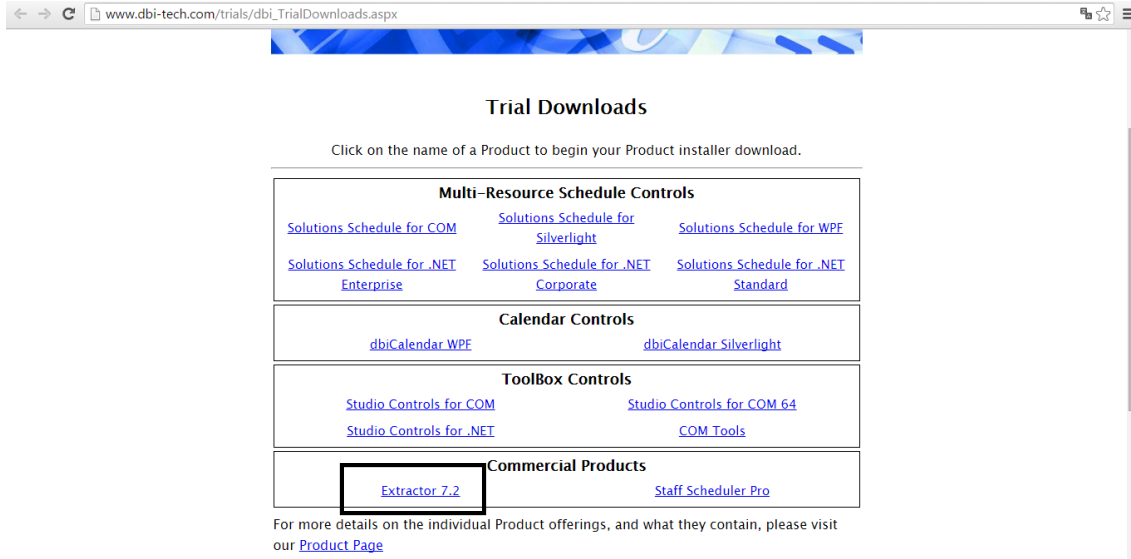 www.dbi-tech.com/trials/dbi_TrialDownloads.aspx
Trial Downloads
Click on the name of a Product to begin your Product installer download.
Multi-Resource Schedule Controls
Solutions Schedule for COM
Solutions Schedule for
Silverlight
Solutions Schedule for WPF
Solutions Schedule for .NET
Enterprise
Solutions Schedule for .NET
Corporate
Solutions Schedule for .NET
Standard
Calendar Controls
dbiCalendar WPF
dbiCalendar Silverlight
ToolBox Controls
Studio Controls for COM
Studio Controls for COM 64
Studio Controls for .NET
COM Tools
Commercial Products
Extractor 7.2
Staff Scheduler Pro
For more details on the individual Product offerings, and what they contain, please visit
our Product Page